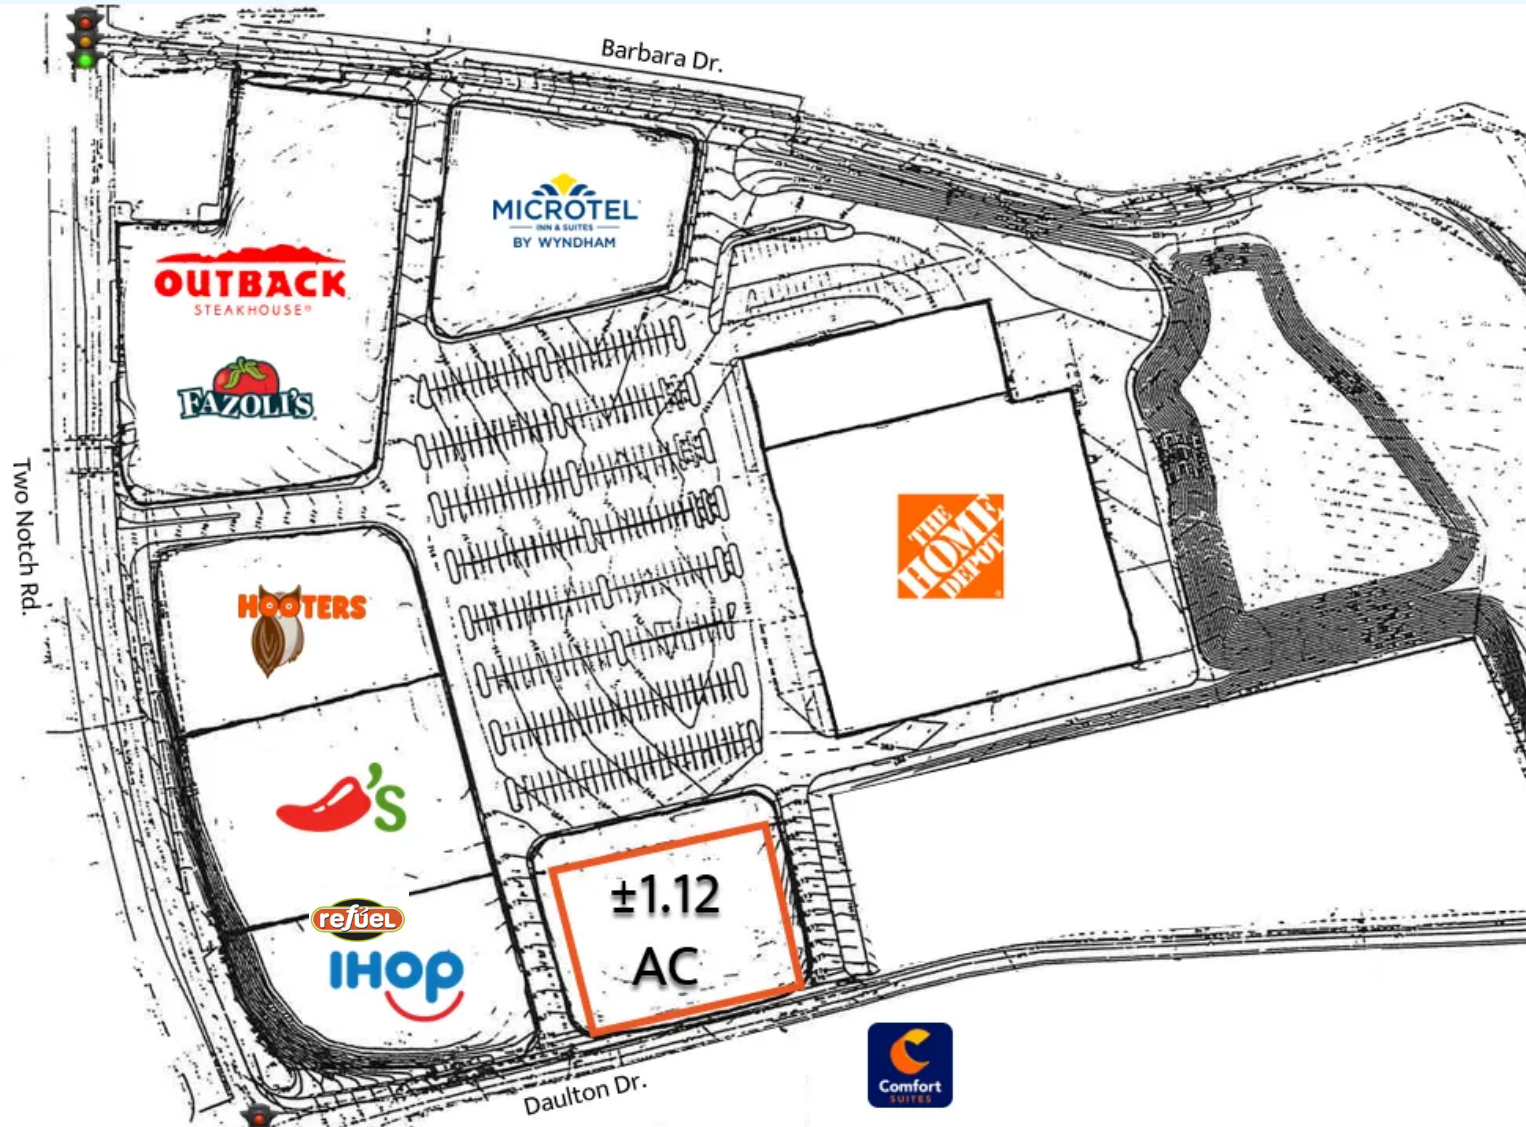 Barbara Dr.
MICROTEL
INN & SUITES
BY WYNDHAM
OUTBACK
STEAKHOUSE®
FAZOLI'S
Two Notch Rd.
THE
HOME
DEPOT
HOOTERS
'S
refuel
IHOP
±1.12
AC
Comfort
SUITES
Daulton Dr.